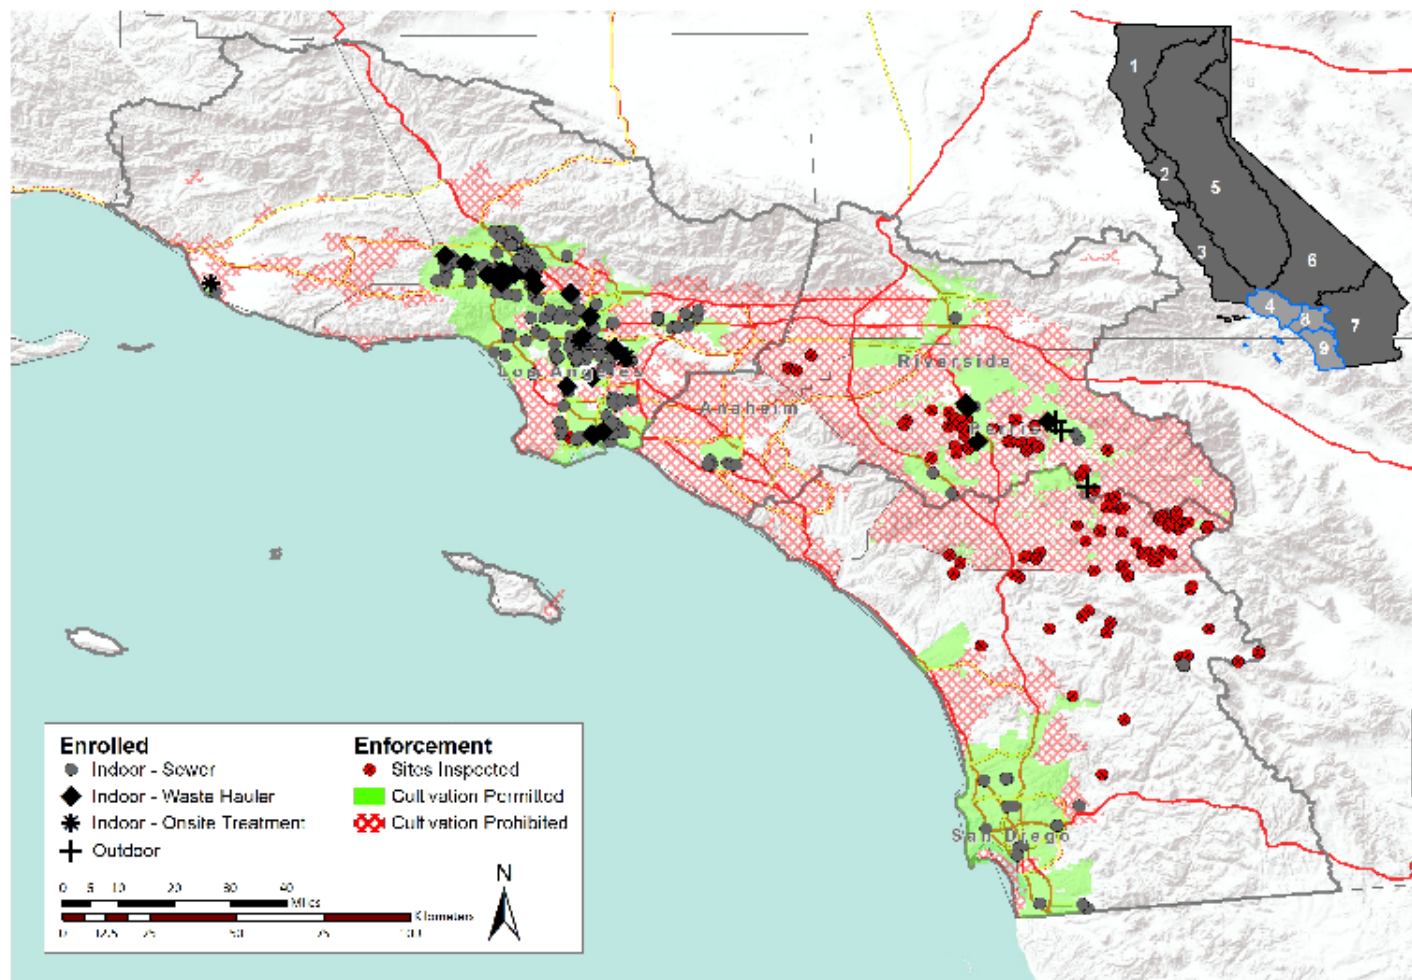 1
2
5
3
6
4
8
7
9
Riverside
Los Angeles
Anaheim
San Diego
Enrolled
Indoor - Sewer
Indoor - Waste Hauler
Indoor - Onsite Treatment
Outdoor
Enforcement
Sites Inspected
Cultivation Permitted
Cultivation Prohibited
N
0 5 10 20 30 40
Miles
Kilometers
0 12.5 25 50 75 100